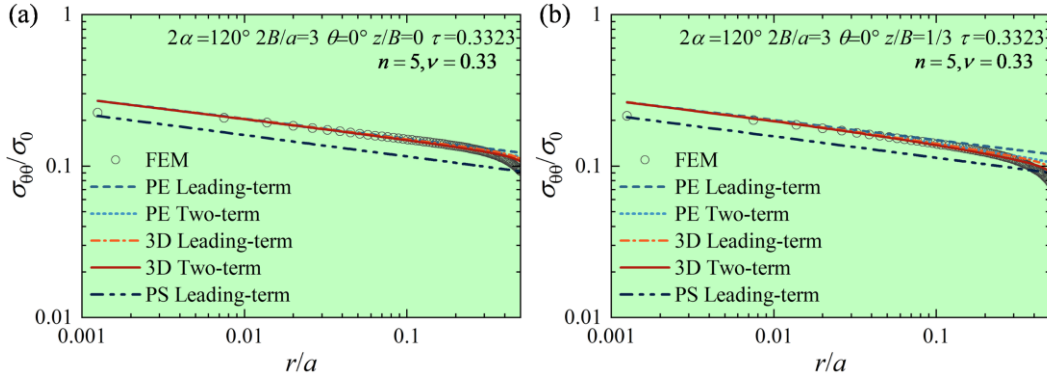 (a)
2α=120° 2B/a=3 θ=0° z/B=0 τ=0.3323
n = 5, ν = 0.33
FEM
PE Leading-term
PE Two-term
3D Leading-term
3D Two-term
PS Leading-term
1
0.1
0.01
σθθ/σ0
0.001
0.01
0.1
r/a
(b)
2α=120° 2B/a=3 θ=0° z/B=1/3 τ=0.3323
n = 5, ν = 0.33
FEM
PE Leading-term
PE Two-term
3D Leading-term
3D Two-term
PS Leading-term
1
0.1
0.01
σθθ/σ0
0.001
0.01
0.1
r/a